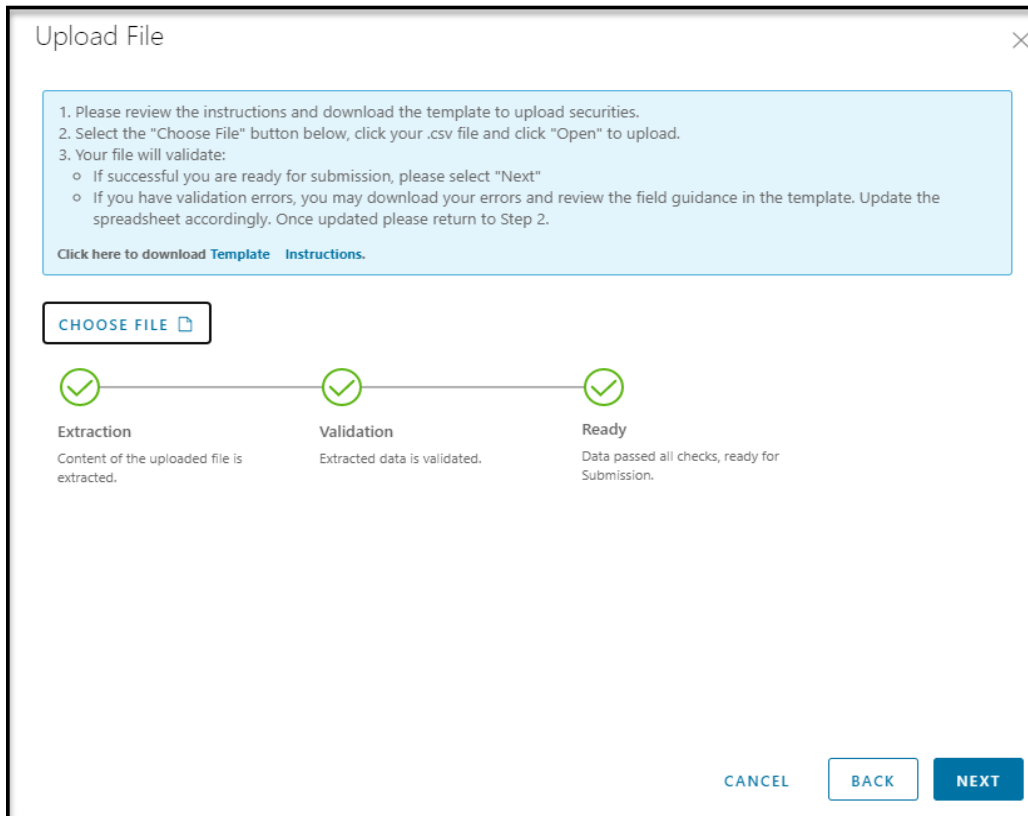 Upload File
1. Please review the instructions and download the template to upload securities.
2. Select the "Choose File" button below, click your .csv file and click "Open" to upload.
3. Your file will validate:
If successful you are ready for submission, please select "Next"
If you have validation errors, you may download your errors and review the field guidance in the template. Update the
spreadsheet accordingly. Once updated please return to Step 2.
Click here to download Template Instructions.
CHOOSE FILE
Extraction Validation Ready
Content of the uploaded file is Extracted data is validated. Data passed all checks, ready for
extracted. Submission.
CANCEL BACK NEXT